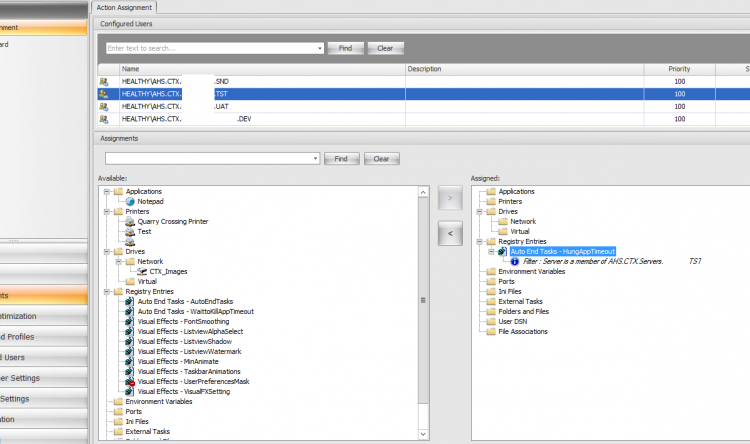 Action Assignment
nment
ard
Configured Users
Enter text to search...
Find
Clear
Name
Description
Priority
S
HEALTHY\AHS.CTX. .SND
100
HEALTHY\AHS.CTX. .TST
100
HEALTHY\AHS.CTX. .UAT
100
HEALTHY\AHS.CTX. .DEV
100
Assignments
Find
Clear
Available:
Applications
Notepad
Printers
Quarry Crossing Printer
Test
Drives
Network
CTX_Images
Virtual
Registry Entries
Auto End Tasks - AutoEndTasks
Auto End Tasks - WaittoKillAppTimeout
Visual Effects - FontSmoothing
Visual Effects - ListviewAlphaSelect
Visual Effects - ListviewShadow
Visual Effects - ListviewWatermark
Visual Effects - MinAnimate
Visual Effects - TaskbarAnimations
Visual Effects - UserPreferencesMask
Visual Effects - VisualFXSetting
Environment Variables
Ports
Ini Files
External Tasks
>
<
Assigned:
Applications
Printers
Drives
Network
Virtual
Registry Entries
Auto End Tasks - HungAppTimeout
Filter : Server is a member of AHS.CTX.Servers. TST
Environment Variables
Ports
Ini Files
External Tasks
Folders and Files
User DSN
File Associations
nts
ptimization
d Profiles
d Users
er Settings
Settings
ation